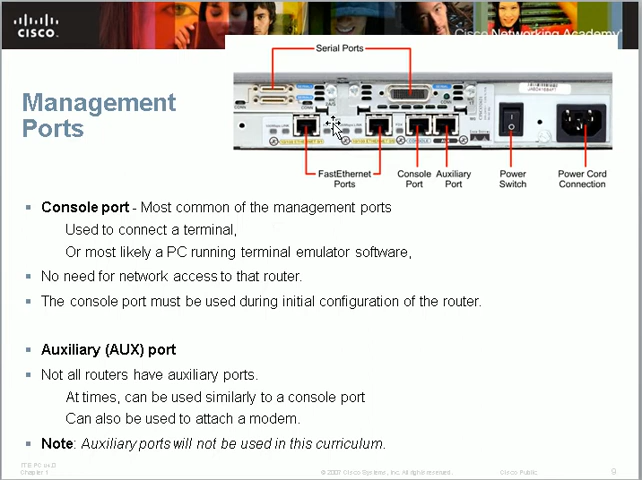 CISCO
Cisco Networking Academy
Management
Ports
Serial Ports
FastEthernet
Ports
Console
Port
Auxiliary
Port
Power
Switch
Power Cord
Connection
Console port - Most common of the management ports
Used to connect a terminal,
Or most likely a PC running terminal emulator software,
No need for network access to that router.
The console port must be used during initial configuration of the router.
Auxiliary (AUX) port
Not all routers have auxiliary ports.
At times, can be used similarly to a console port
Can also be used to attach a modem.
Note: Auxiliary ports will not be used in this curriculum.
Chapter 1
© 2007 Cisco Systems, Inc. All rights reserved.
Cisco Public
9